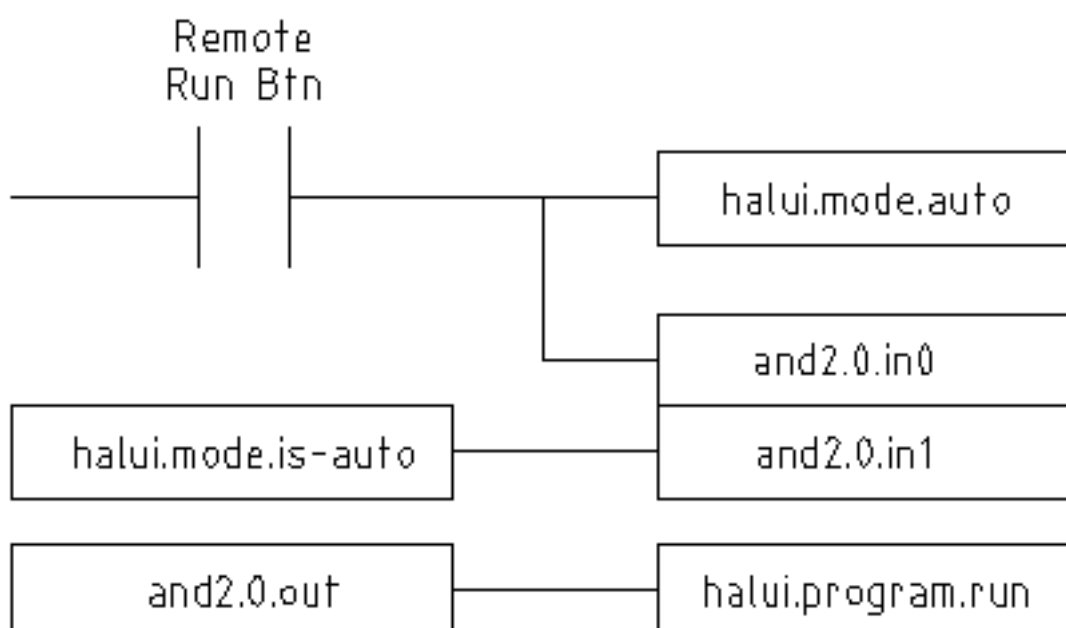 Remote
Run Btn
halui.mode.auto
and2.0.in0
halui.mode.is-auto
and2.0.in1
and2.0.out
halui.program.run